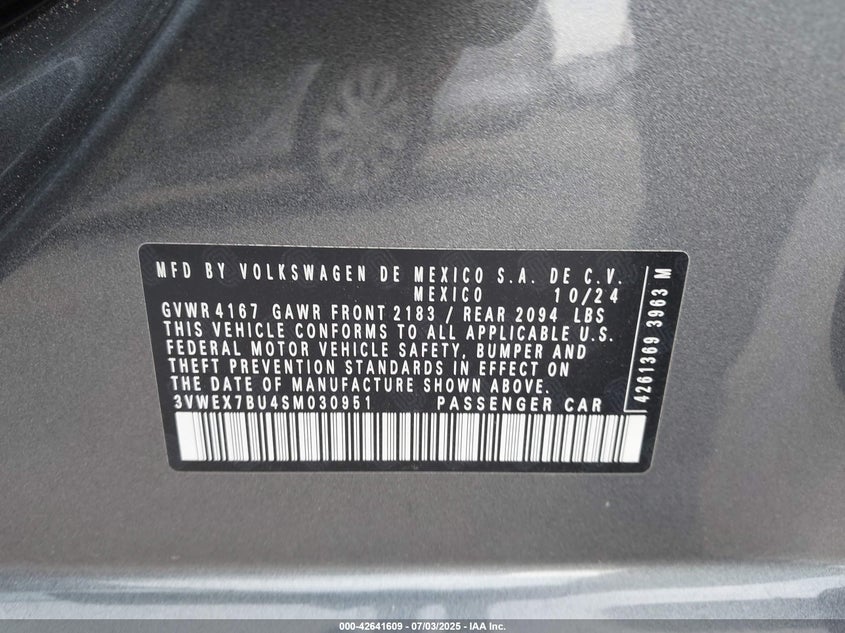 MFD BY VOLKSWAGEN DE MEXICO S.A. DE C.V.
MEXICO 10/24
GVWR 4167 GAWR FRONT 2183 / REAR 2094 LBS
THIS VEHICLE CONFORMS TO ALL APPLICABLE U.S.
FEDERAL MOTOR VEHICLE SAFETY, BUMPER AND
THEFT PREVENTION STANDARDS IN EFFECT ON
THE DATE OF MANUFACTURE SHOWN ABOVE.
3VWEX7BU4SM030951 PASSENGER CAR
4261369 3963 M
000-42641609 - 07/03/2025 - IAA Inc.